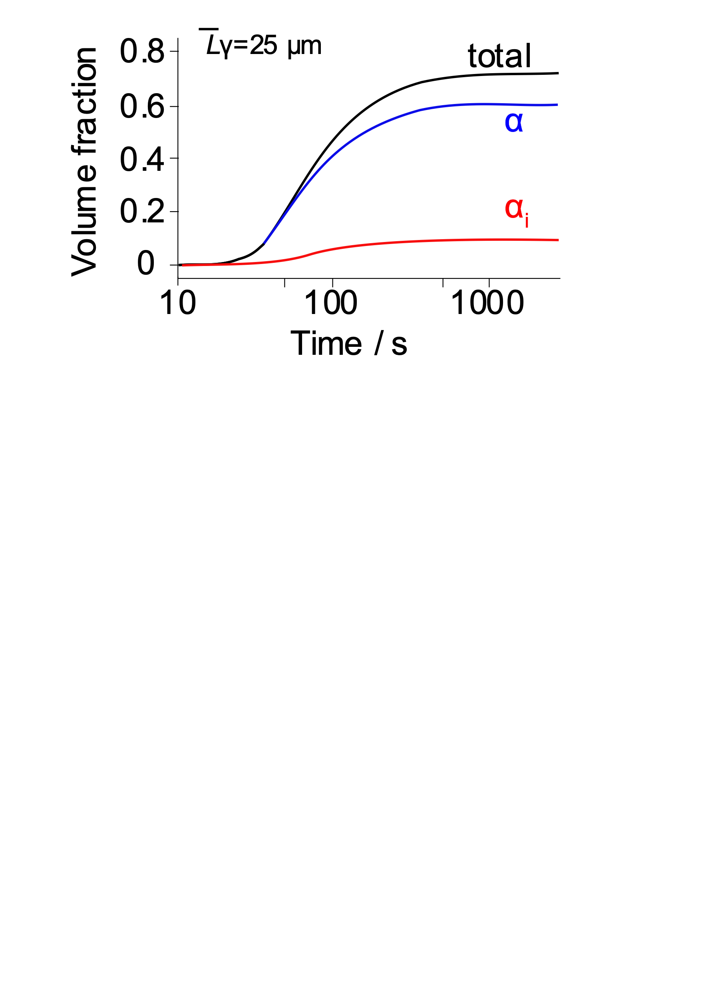 L̅γ=25 μm
total
0.8
0.6
0.4
0.2
0
α
αi
10 100 1000
Time / s
Volume fraction